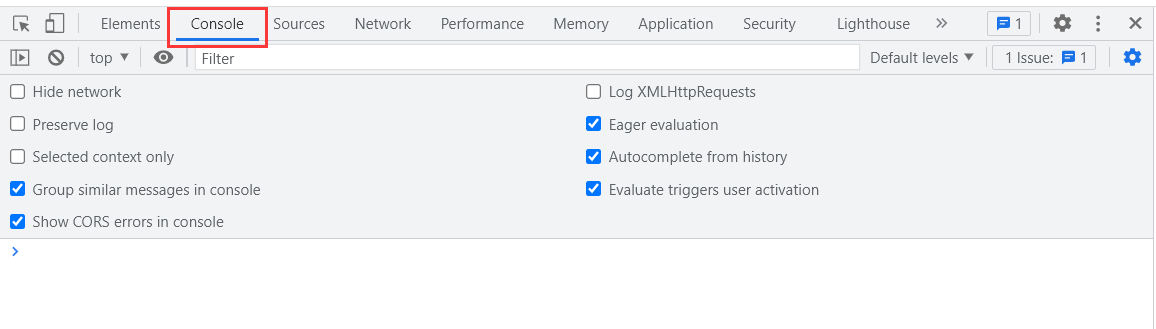 Elements Console Sources Network Performance Memory Application Security Lighthouse » 1
top Filter Default levels 1 Issue: 1
Hide network Log XMLHttpRequests
Preserve log Eager evaluation
Selected context only Autocomplete from history
Group similar messages in console Evaluate triggers user activation
Show CORS errors in console